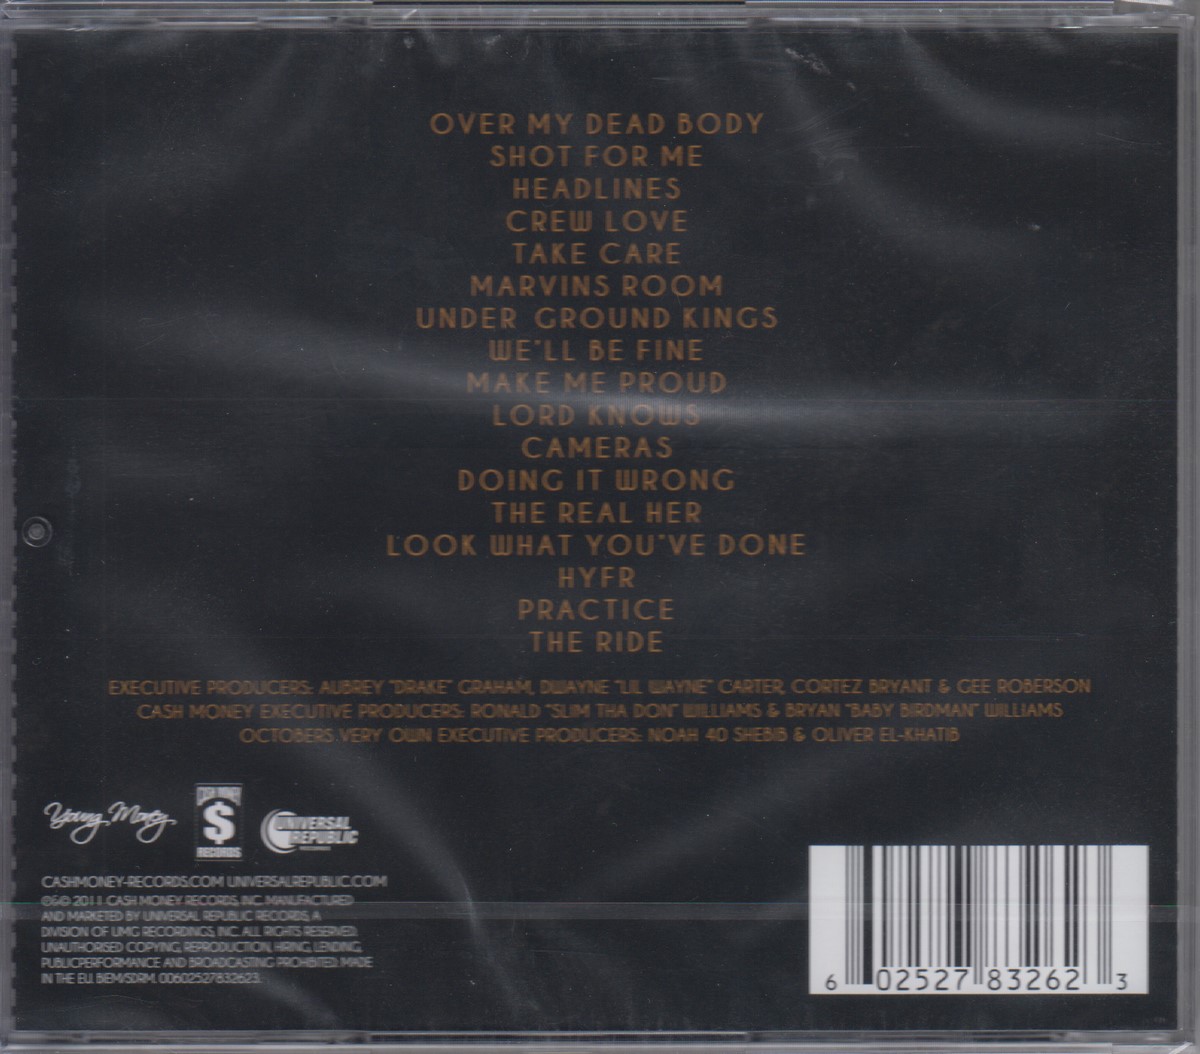 OVER MY DEAD BODY
SHOT FOR ME
HEADLINES
CREW LOVE
TAKE CARE
MARVINS ROOM
UNDER GROUND KINGS
WE'LL BE FINE
MAKE ME PROUD
LORD KNOWS
CAMERAS
DOING IT WRONG
THE REAL HER
LOOK WHAT YOU'VE DONE
HYFR
PRACTICE
THE RIDE
EXECUTIVE PRODUCERS: AUBREY "DRAKE" GRAHAM, DWAYNE "LIL WAYNE" CARTER, CORTEZ BRYANT & GEE ROBERSON
CASH MONEY EXECUTIVE PRODUCERS: RONALD "SLIM THA DON" WILLIAMS & BRYAN "BABY BIRDMAN" WILLIAMS
OCTOBERS VERY OWN EXECUTIVE PRODUCERS: NOAH 40 SHEBIB & OLIVER EL-KHATIB
Young Money
CASH MONEY
$
RECORDS
UNIVERSAL
REPUBLIC
RECORDS
CASHMONEY-RECORDS.COM UNIVERSALREPUBLIC.COM
℗&© 2011 CASH MONEY RECORDS, INC. MANUFACTURED
AND MARKETED BY UNIVERSAL REPUBLIC RECORDS, A
DIVISION OF UMG RECORDINGS, INC. ALL RIGHTS RESERVED.
UNAUTHORISED COPYING, REPRODUCTION, HIRING, LENDING,
PUBLICPERFORMANCE AND BROADCASTING PROHIBITED. MADE
IN THE EU. BIEM/SDRM. 00602527832623.
6 02527 83262 3